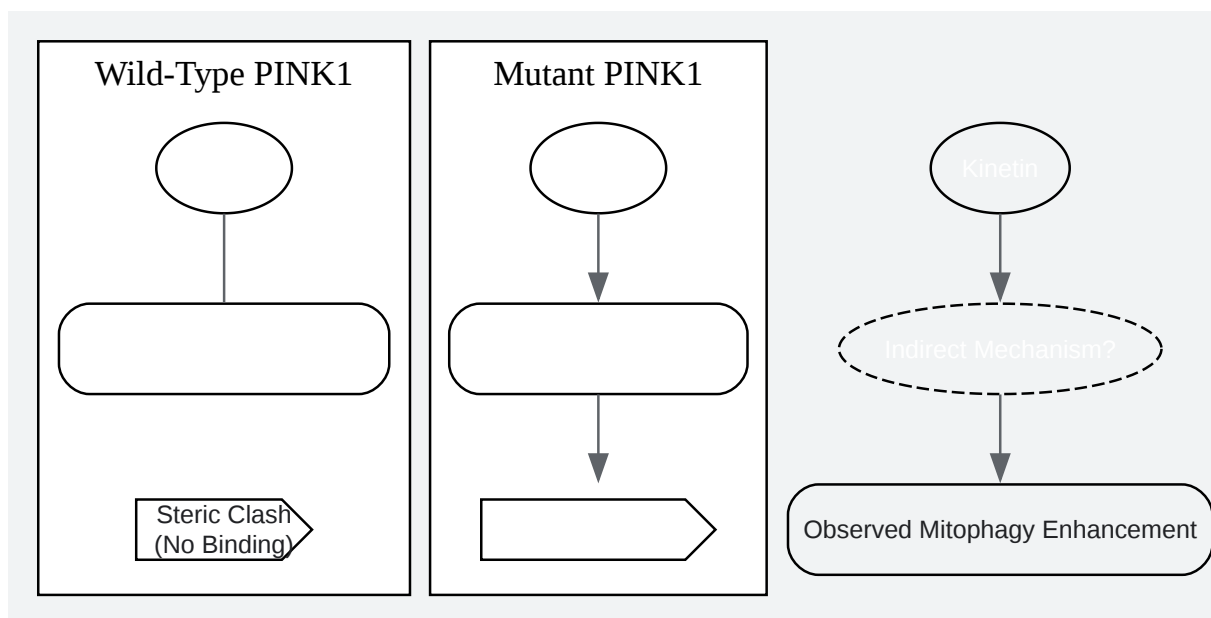 Wild-Type PINK1
Mutant PINK1
Kinetin
Indirect Mechanism?
Steric Clash
(No Binding)
Observed Mitophagy Enhancement